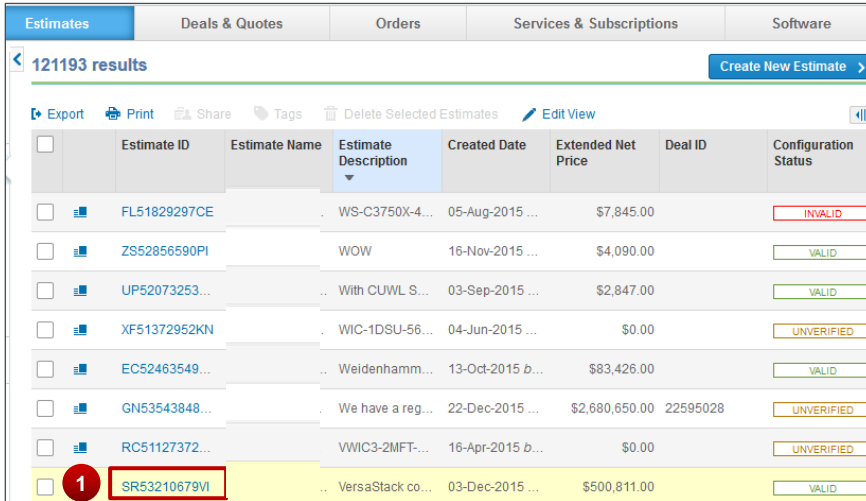 Estimates Deals & Quotes Orders Services & Subscriptions Software
121193 results Create New Estimate
Export Print Share Tags Delete Selected Estimates Edit View
Estimate ID Estimate Name Estimate Description Created Date Extended Net Price Deal ID Configuration Status
FL51829297CE . WS-C3750X-4... 05-Aug-2015 ... $7,845.00 INVALID
ZS52856590PI WOW 16-Nov-2015 ... $4,090.00 VALID
UP52073253... .. With CUWL S... 03-Sep-2015 ... $2,847.00 VALID
XF51372952KN . WIC-1DSU-56... 04-Jun-2015 ... $0.00 UNVERIFIED
EC52463549... .. Weidenhamm... 13-Oct-2015 b... $83,426.00 VALID
GN53543848... . We have a reg... 22-Dec-2015 ... $2,680,650.00 22595028 UNVERIFIED
RC51127372... VWIC3-2MFT-... 16-Apr-2015 b... $0.00 UNVERIFIED
1 SR53210679VI .. VersaStack co... 03-Dec-2015 ... $500,811.00 VALID